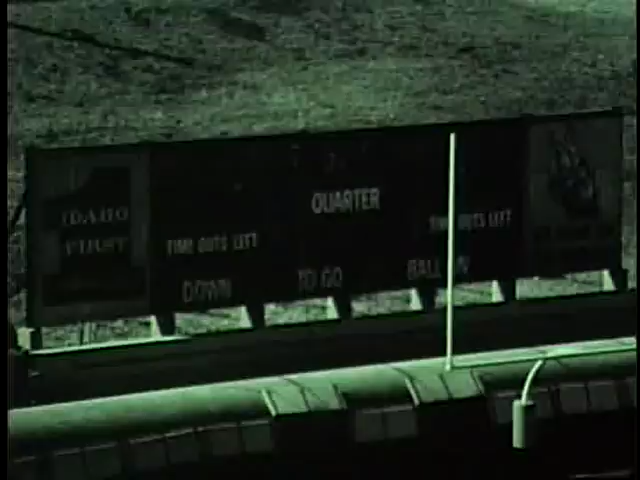 IDAHO
FIRST
QUARTER
TIME OUTS LEFT
TIME OUTS LEFT
DOWN
TO GO
BALL ON